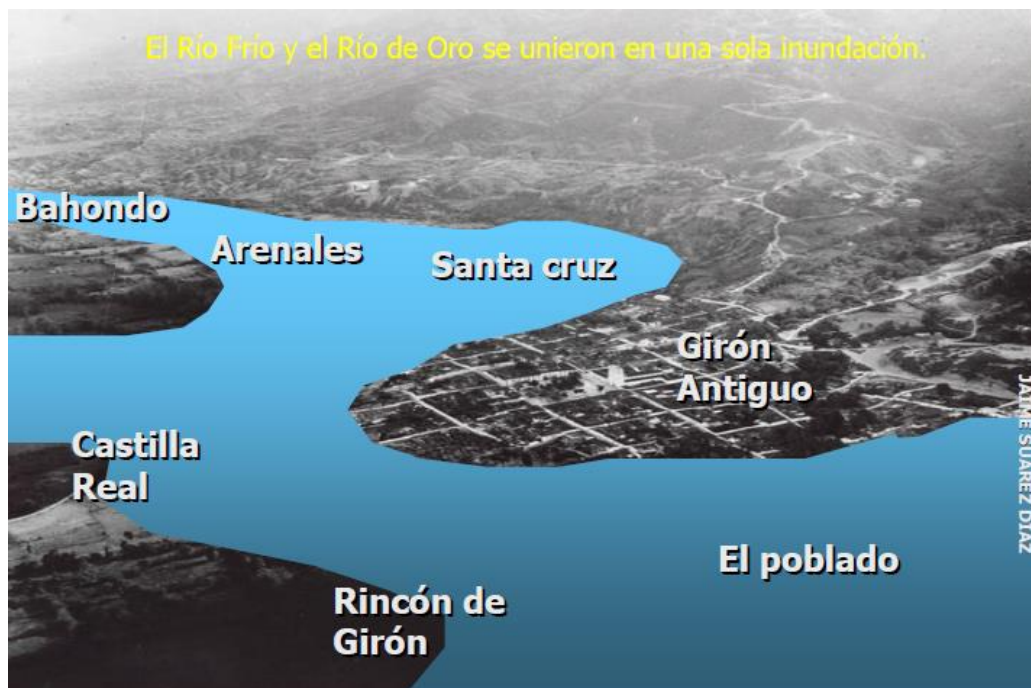 El Río Frío y el Río de Oro se unieron en una sola inundación.
Bahondo
Arenales
Santa cruz
Girón
Antiguo
Castilla
Real
El poblado
Rincón de
Girón
JAIME SUAREZ DIAZ